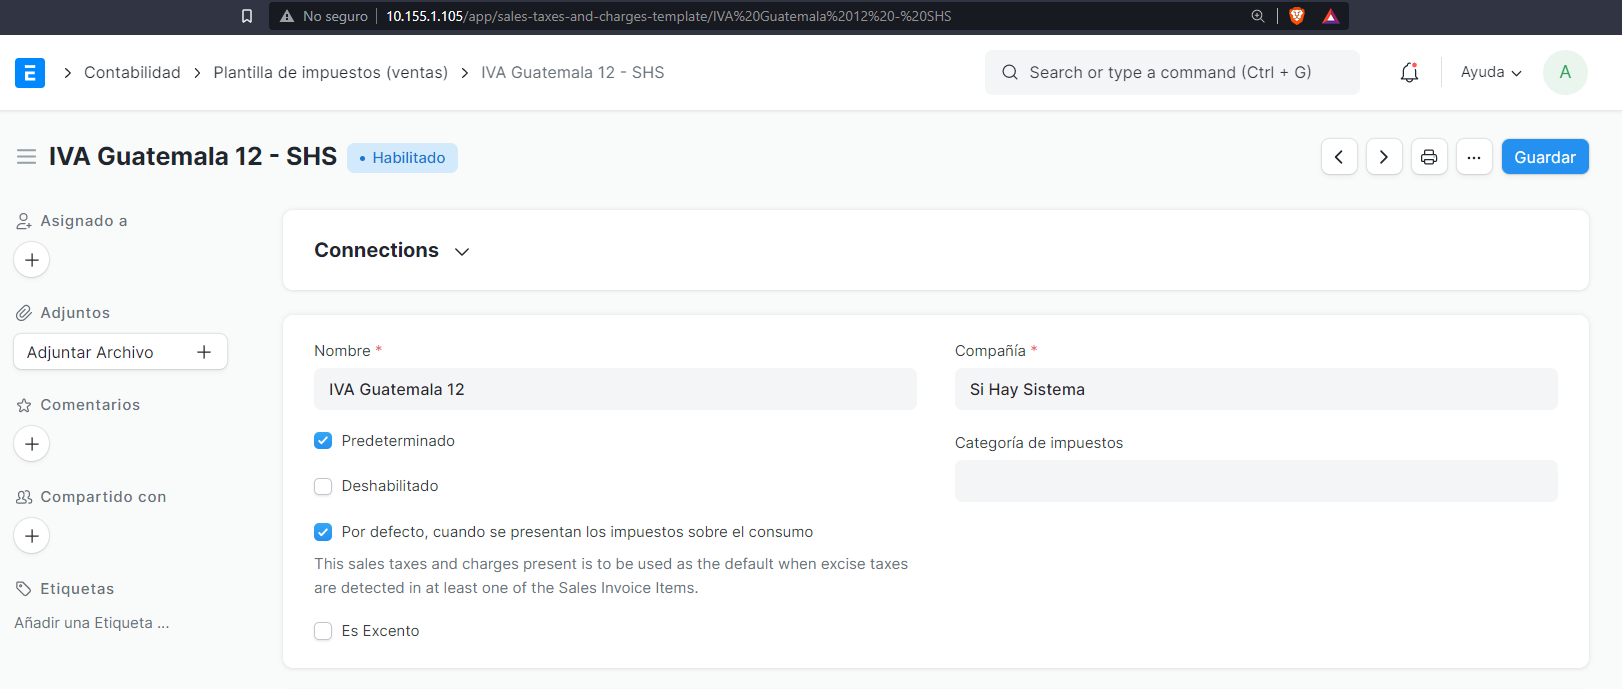 No seguro 10.155.1.105/app/sales-taxes-and-charges-template/IVA%20Guatemala%2012%20-%20SHS
E > Contabilidad > Plantilla de impuestos (ventas) > IVA Guatemala 12 - SHS Search or type a command (Ctrl + G) Ayuda A
IVA Guatemala 12 - SHS • Habilitado ... Guardar
Asignado a
Connections
Adjuntos
Adjuntar Archivo
Nombre * Compañía *
IVA Guatemala 12 Si Hay Sistema
Comentarios
Predeterminado Categoría de impuestos
Deshabilitado
Compartido con
Por defecto, cuando se presentan los impuestos sobre el consumo
This sales taxes and charges present is to be used as the default when excise taxes
are detected in at least one of the Sales Invoice Items.
Etiquetas
Añadir una Etiqueta ...
Es Excento